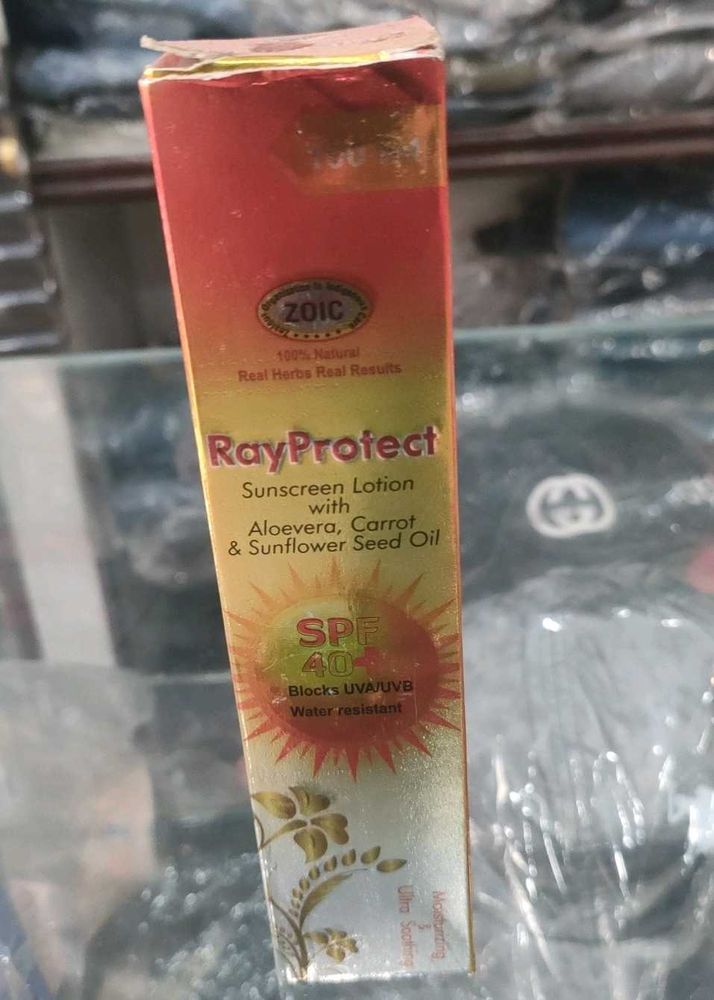 ZOIC
100% Natural
Real Herbs Real Results
RayProtect
Sunscreen Lotion
with
Aloevera, Carrot
& Sunflower Seed Oil
SPF
40+
Blocks UVA/UVB
Water resistant
Moisturizing
&
Ultra Soothing